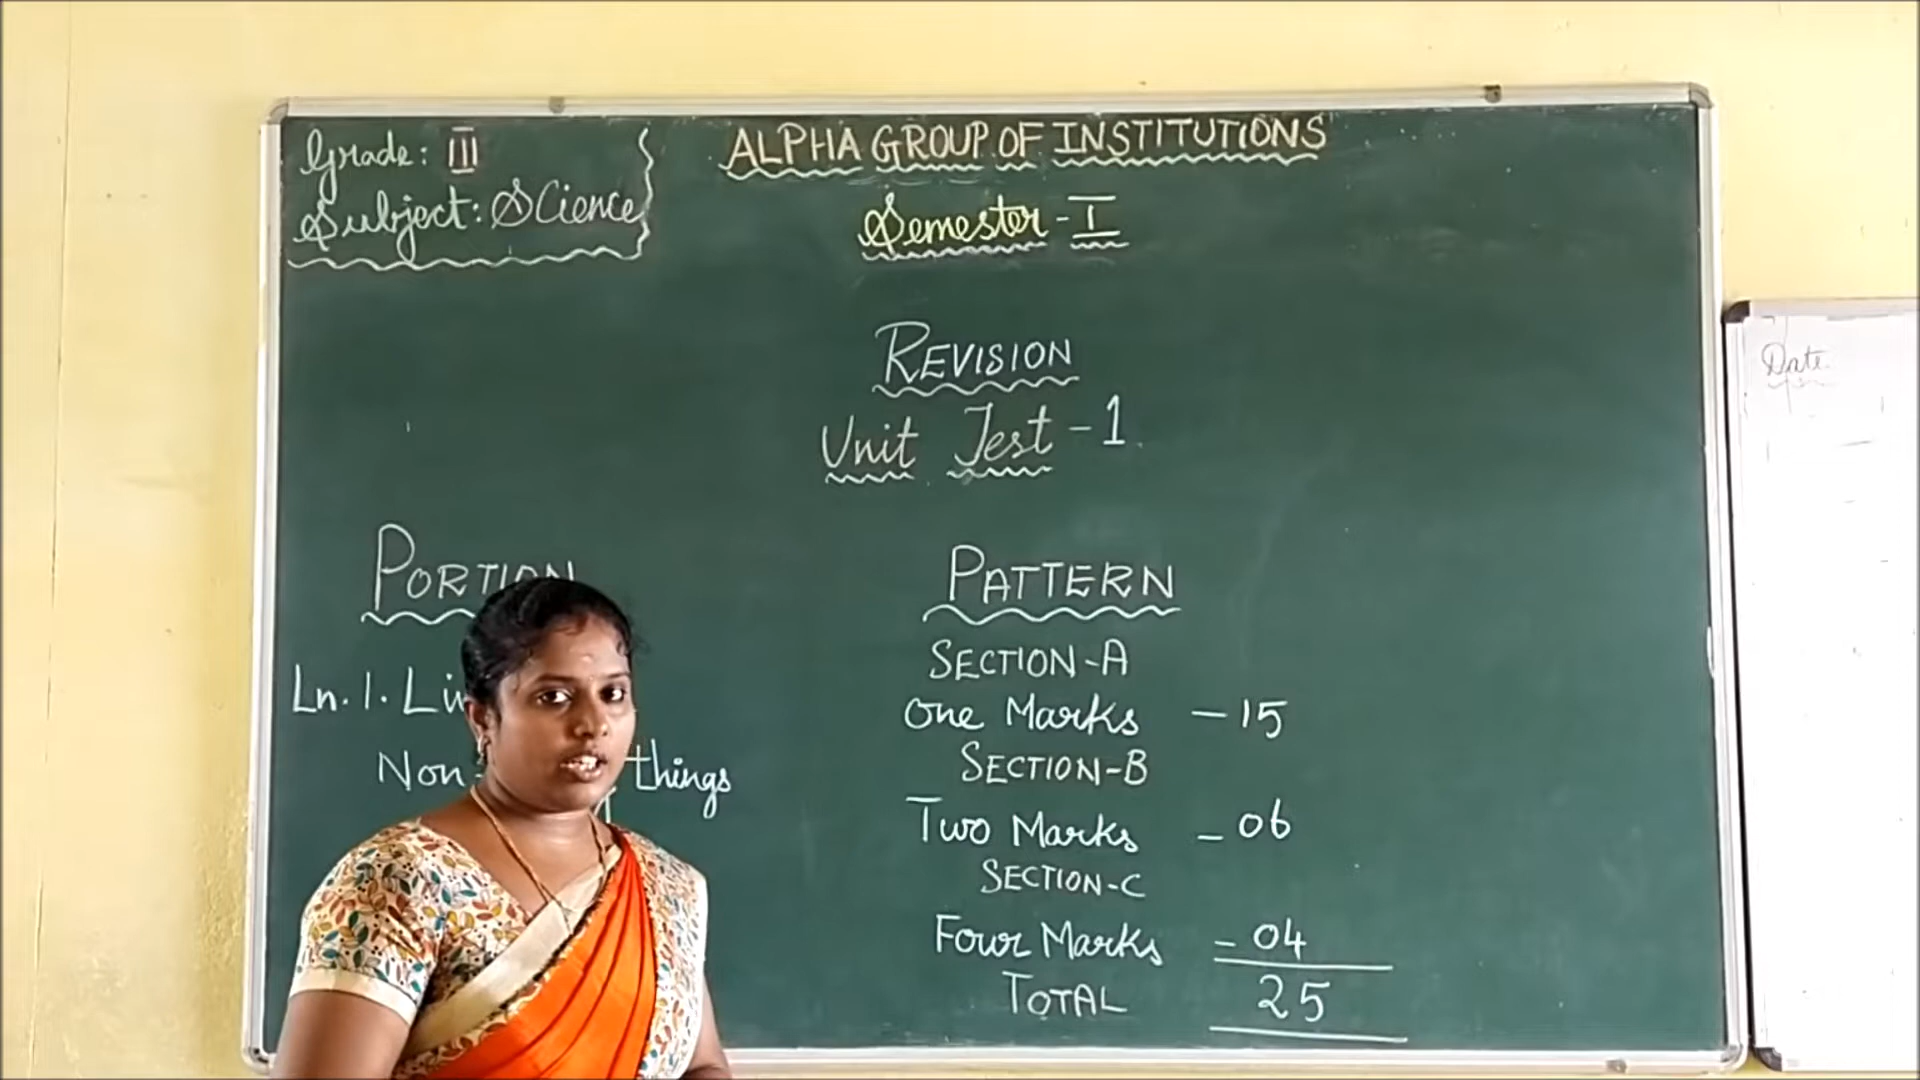 Grade: III
Subject: Science
ALPHA GROUP OF INSTITUTIONS
Semester - I
REVISION
Unit Test - 1
PORTION
Ln. 1.
Non- things
PATTERN
SECTION-A
One Marks - 15
SECTION-B
Two Marks - 06
SECTION-C
Four Marks - 04
TOTAL 25
Date